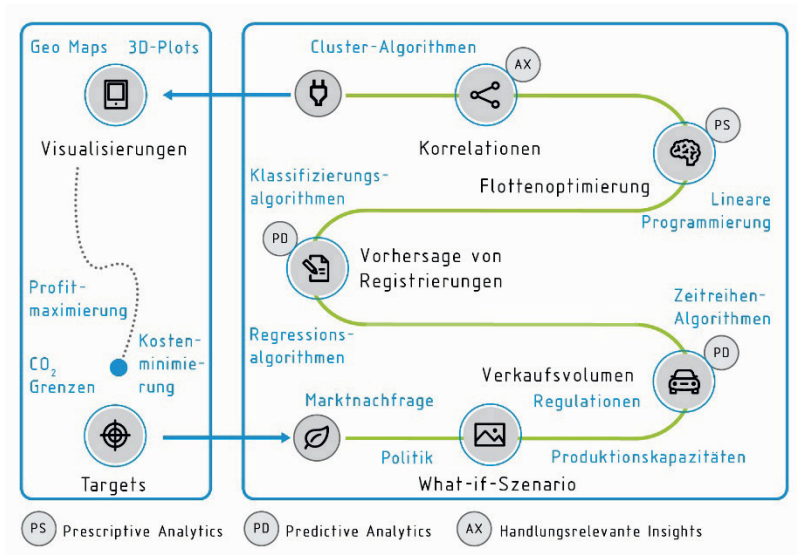 Geo Maps 3D-Plots
Visualisierungen
Profit-
maximierung
Kosten-
minimie-
rung
CO2
Grenzen
Targets
Cluster-Algorithmen
AX
Korrelationen
PS
Flottenoptimierung
Lineare
Programmierung
Klassifizierungs-
algorithmen
PD
Vorhersage von
Registrierungen
Regressions-
algorithmen
Zeitreihen-
Algorithmen
PD
Verkaufsvolumen
Marktnachfrage
Regulationen
Politik
Produktionskapazitäten
What-if-Szenario
PS Prescriptive Analytics
PD Predictive Analytics
AX Handlungsrelevante Insights